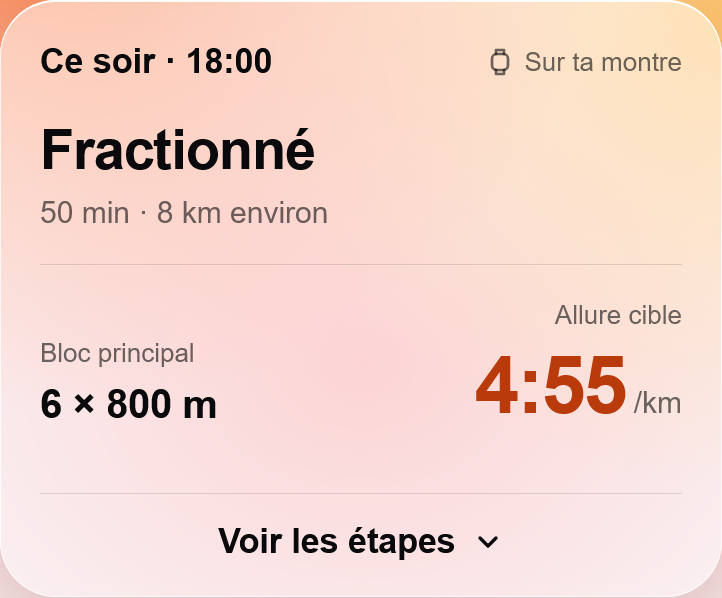 Ce soir · 18:00
Sur ta montre
Fractionné
50 min · 8 km environ
Allure cible
Bloc principal
4:55 /km
6 × 800 m
Voir les étapes